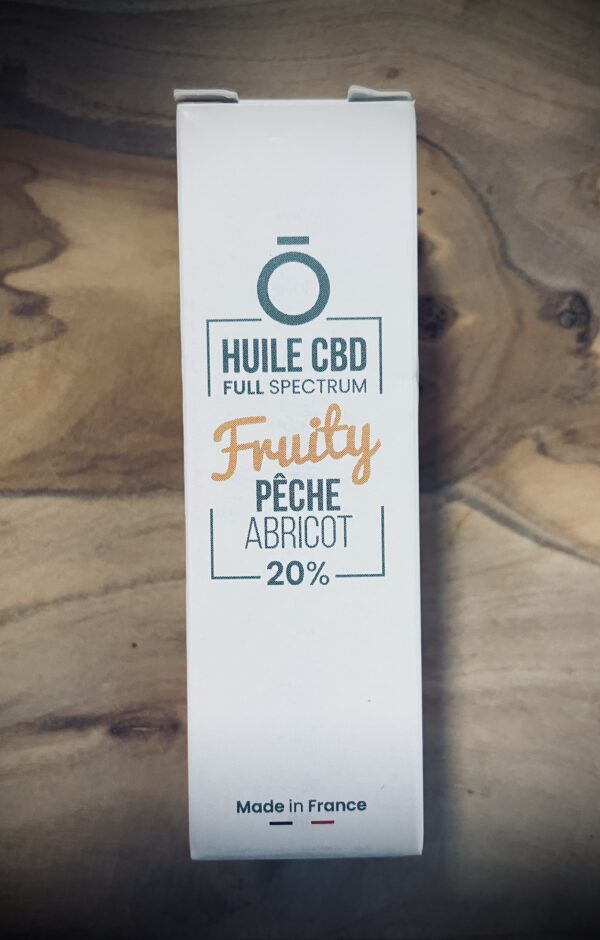 Ō
HUILE CBD
FULL SPECTRUM
Fruity
PÊCHE
ABRICOT
20%
Made in France